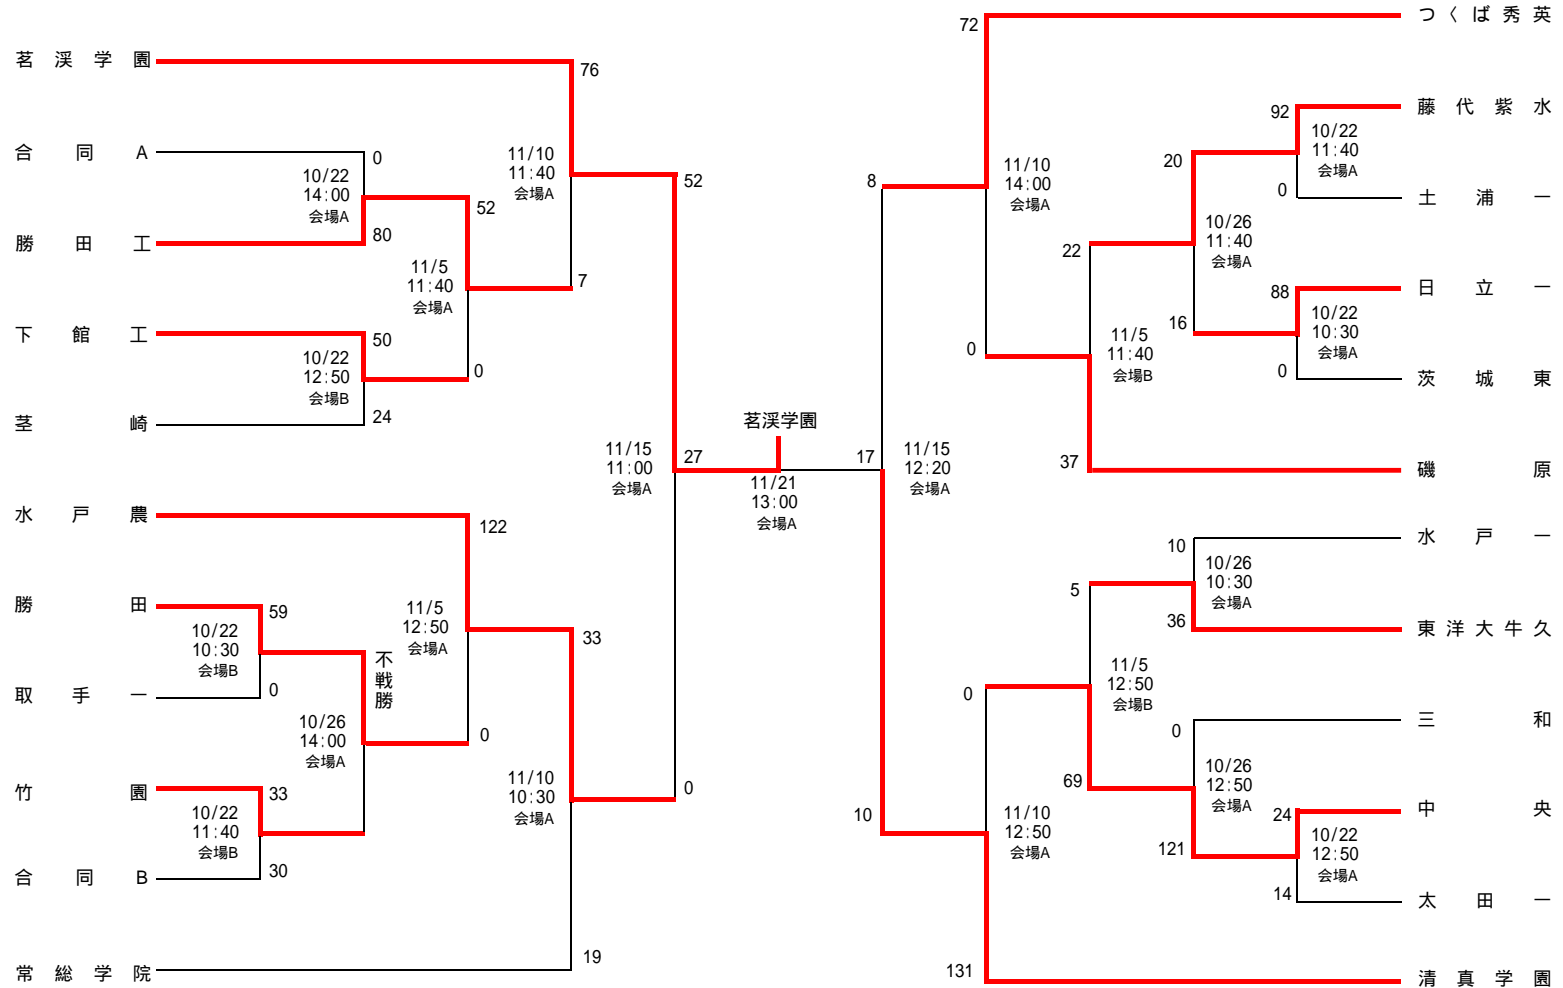 茗渓学園
76
合同A
0
10/22
14:00
会場A
勝田工
80
52
11/10
11:40
会場A
52
11/5
11:40
会場A
7
下館工
50
10/22
12:50
会場B
0
茎崎
24
11/15
11:00
会場A
27
茗渓学園
11/21
13:00
会場A
17
水戸農
122
勝田
59
10/22
10:30
会場B
取手一
0
不戦勝
11/5
12:50
会場A
33
10/26
14:00
会場A
0
竹園
33
10/22
11:40
会場B
合同B
30
11/10
10:30
会場A
0
常総学院
19
つくば秀英
72
藤代紫水
92
10/22
11:40
会場A
土浦一
0
20
11/10
14:00
会場A
8
10/26
11:40
会場A
22
日立一
88
10/22
10:30
会場A
茨城東
0
16
11/5
11:40
会場B
0
磯原
37
11/15
12:20
会場A
水戸一
10
10/26
10:30
会場A
東洋大牛久
36
5
11/5
12:50
会場B
0
三和
0
10/26
12:50
会場A
69
中央
24
10/22
12:50
会場A
太田一
14
121
11/10
12:50
会場A
10
清真学園
131